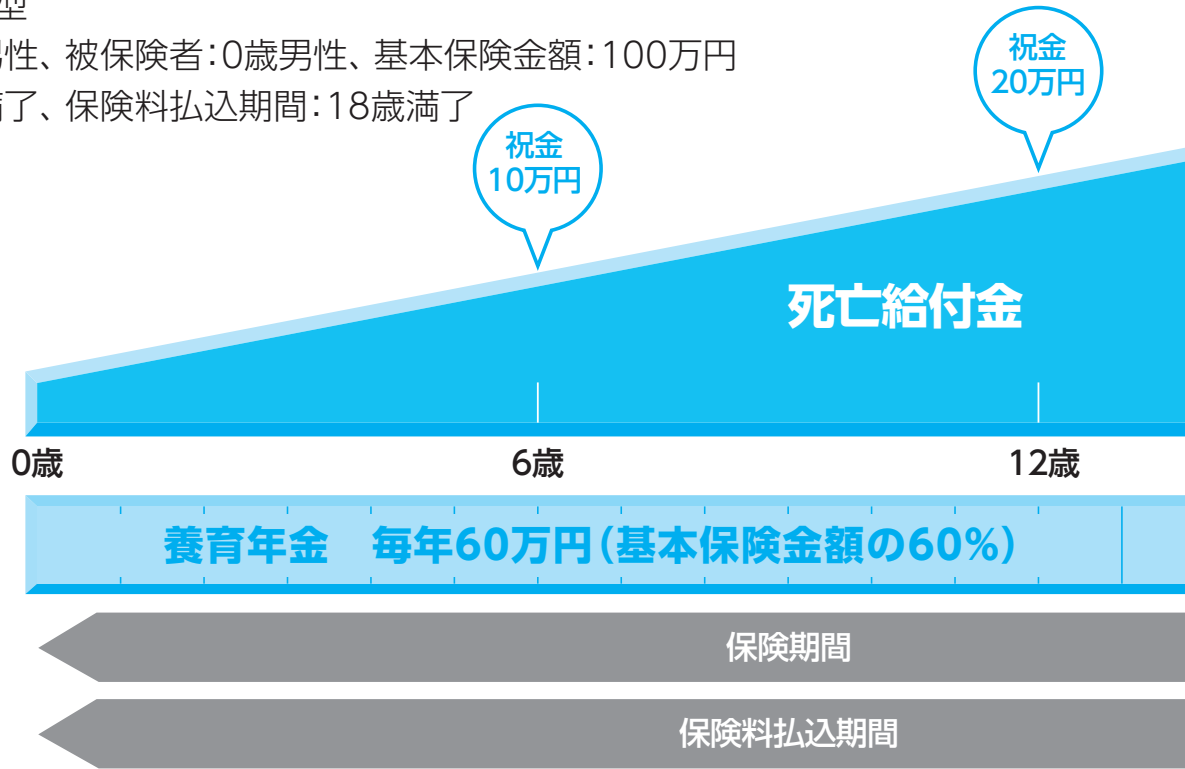 型
性、被保険者：0歳男性、基本保険金額：100万円
了、保険料払込期間：18歳満了
祝金
10万円
祝金
20万円
死亡給付金
0歳
6歳
12歳
養育年金　毎年60万円（基本保険金額の60%）
保険期間
保険料払込期間